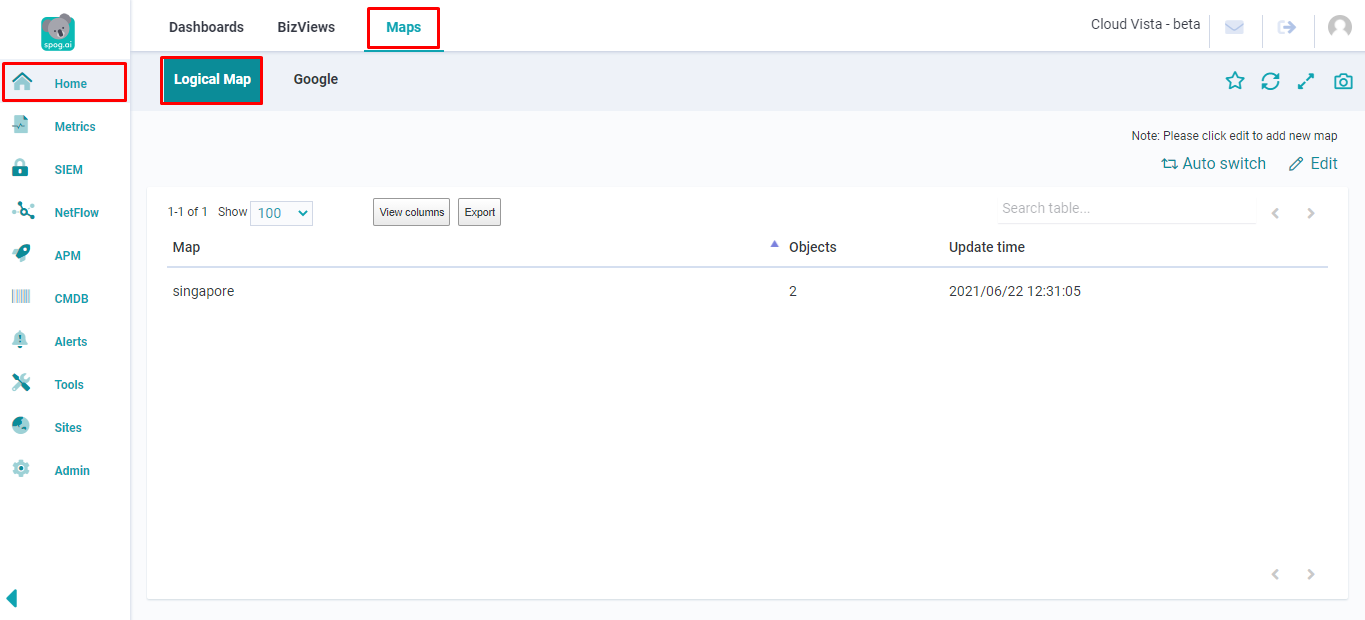 spog.ai
Dashboards BizViews Maps Cloud Vista - beta
Home
Metrics
SIEM
NetFlow
APM
CMDB
Alerts
Tools
Sites
Admin
Logical Map Google
Note: Please click edit to add new map
Auto switch Edit
1-1 of 1 Show 100 View columns Export Search table...
Map Objects Update time
singapore 2 2021/06/22 12:31:05